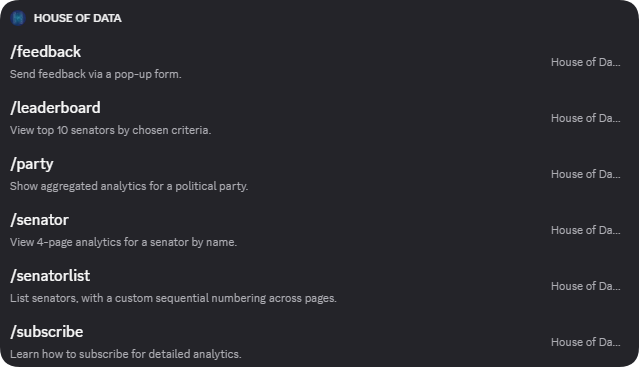 HOUSE OF DATA
/feedback
Send feedback via a pop-up form.
House of Da...
/leaderboard
View top 10 senators by chosen criteria.
House of Da...
/party
Show aggregated analytics for a political party.
House of Da...
/senator
View 4-page analytics for a senator by name.
House of Da...
/senatorlist
List senators, with a custom sequential numbering across pages.
House of Da...
/subscribe
Learn how to subscribe for detailed analytics.
House of Da...